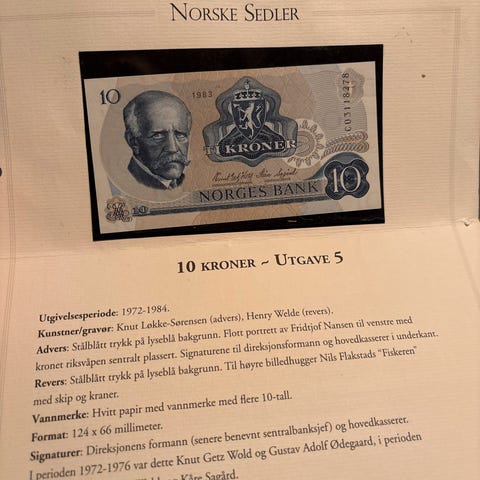 NORSKE SEDLER
10
1983
C03118278
TI KRONER
NORGES BANK
10
10
10 KRONER ~ UTGAVE 5
Utgivelsesperiode: 1972-1984.
Kunstner/gravør: Knut Løkke-Sørensen (advers), Henry Welde (revers).
Advers: Stålblått trykk på lyseblå bakgrunn. Flott portrett av Fridtjof Nansen til venstre med
kronet riksvåpen sentralt plassert. Signaturene til direksjonsformann og hovedkasserer i underkant.
Revers: Stålblått trykk på lyseblå bakgrunn. Til høyre billedhugger Nils Flakstads "Fiskeren"
med skip og kraner.
Vannmerke: Hvitt papir med vannmerke med flere 10-tall.
Format: 124 x 66 millimeter.
Signaturer: Direksjonens formann (senere benevnt sentralbanksjef) og hovedkasserer.
I perioden 1972-1976 var dette Knut Getz Wold og Gustav Adolf Ødegaard, i perioden
Wold og Kåre Sagård.